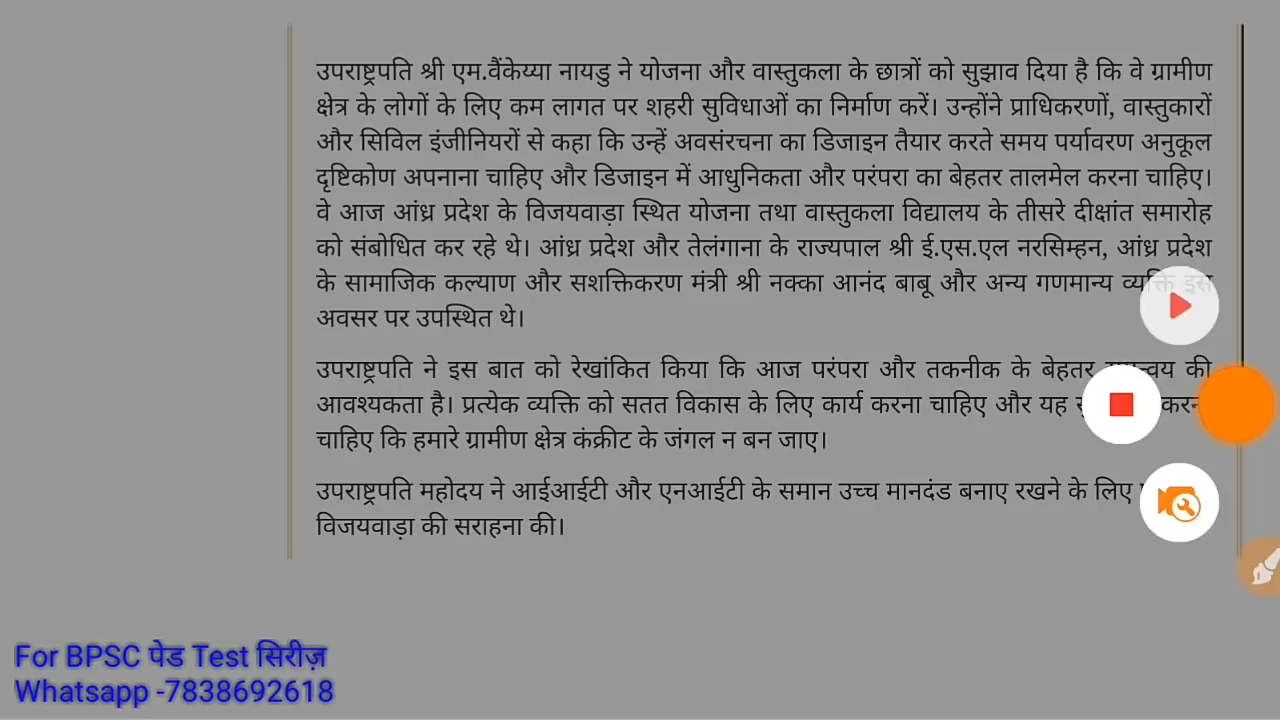 उपराष्ट्रपति श्री एम.वैंकेय्या नायडु ने योजना और वास्तुकला के छात्रों को सुझाव दिया है कि वे ग्रामीण
क्षेत्र के लोगों के लिए कम लागत पर शहरी सुविधाओं का निर्माण करें। उन्होंने प्राधिकरणों, वास्तुकारों
और सिविल इंजीनियरों से कहा कि उन्हें अवसंरचना का डिजाइन तैयार करते समय पर्यावरण अनुकूल
दृष्टिकोण अपनाना चाहिए और डिजाइन में आधुनिकता और परंपरा का बेहतर तालमेल करना चाहिए।
वे आज आंध्र प्रदेश के विजयवाड़ा स्थित योजना तथा वास्तुकला विद्यालय के तीसरे दीक्षांत समारोह
को संबोधित कर रहे थे। आंध्र प्रदेश और तेलंगाना के राज्यपाल श्री ई.एस.एल नरसिम्हन, आंध्र प्रदेश
के सामाजिक कल्याण और सशक्तिकरण मंत्री श्री नक्का आनंद बाबू और अन्य गणमान्य व्यक्ति इस
अवसर पर उपस्थित थे।
उपराष्ट्रपति ने इस बात को रेखांकित किया कि आज परंपरा और तकनीक के बेहतर की
आवश्यकता है। प्रत्येक व्यक्ति को सतत विकास के लिए कार्य करना चाहिए और यह
चाहिए कि हमारे ग्रामीण क्षेत्र कंक्रीट के जंगल न बन जाए।
उपराष्ट्रपति महोदय ने आईआईटी और एनआईटी के समान उच्च मानदंड बनाए रखने के लिए
विजयवाड़ा की सराहना की।
For BPSC पेड Test सिरीज़
Whatsapp -7838692618